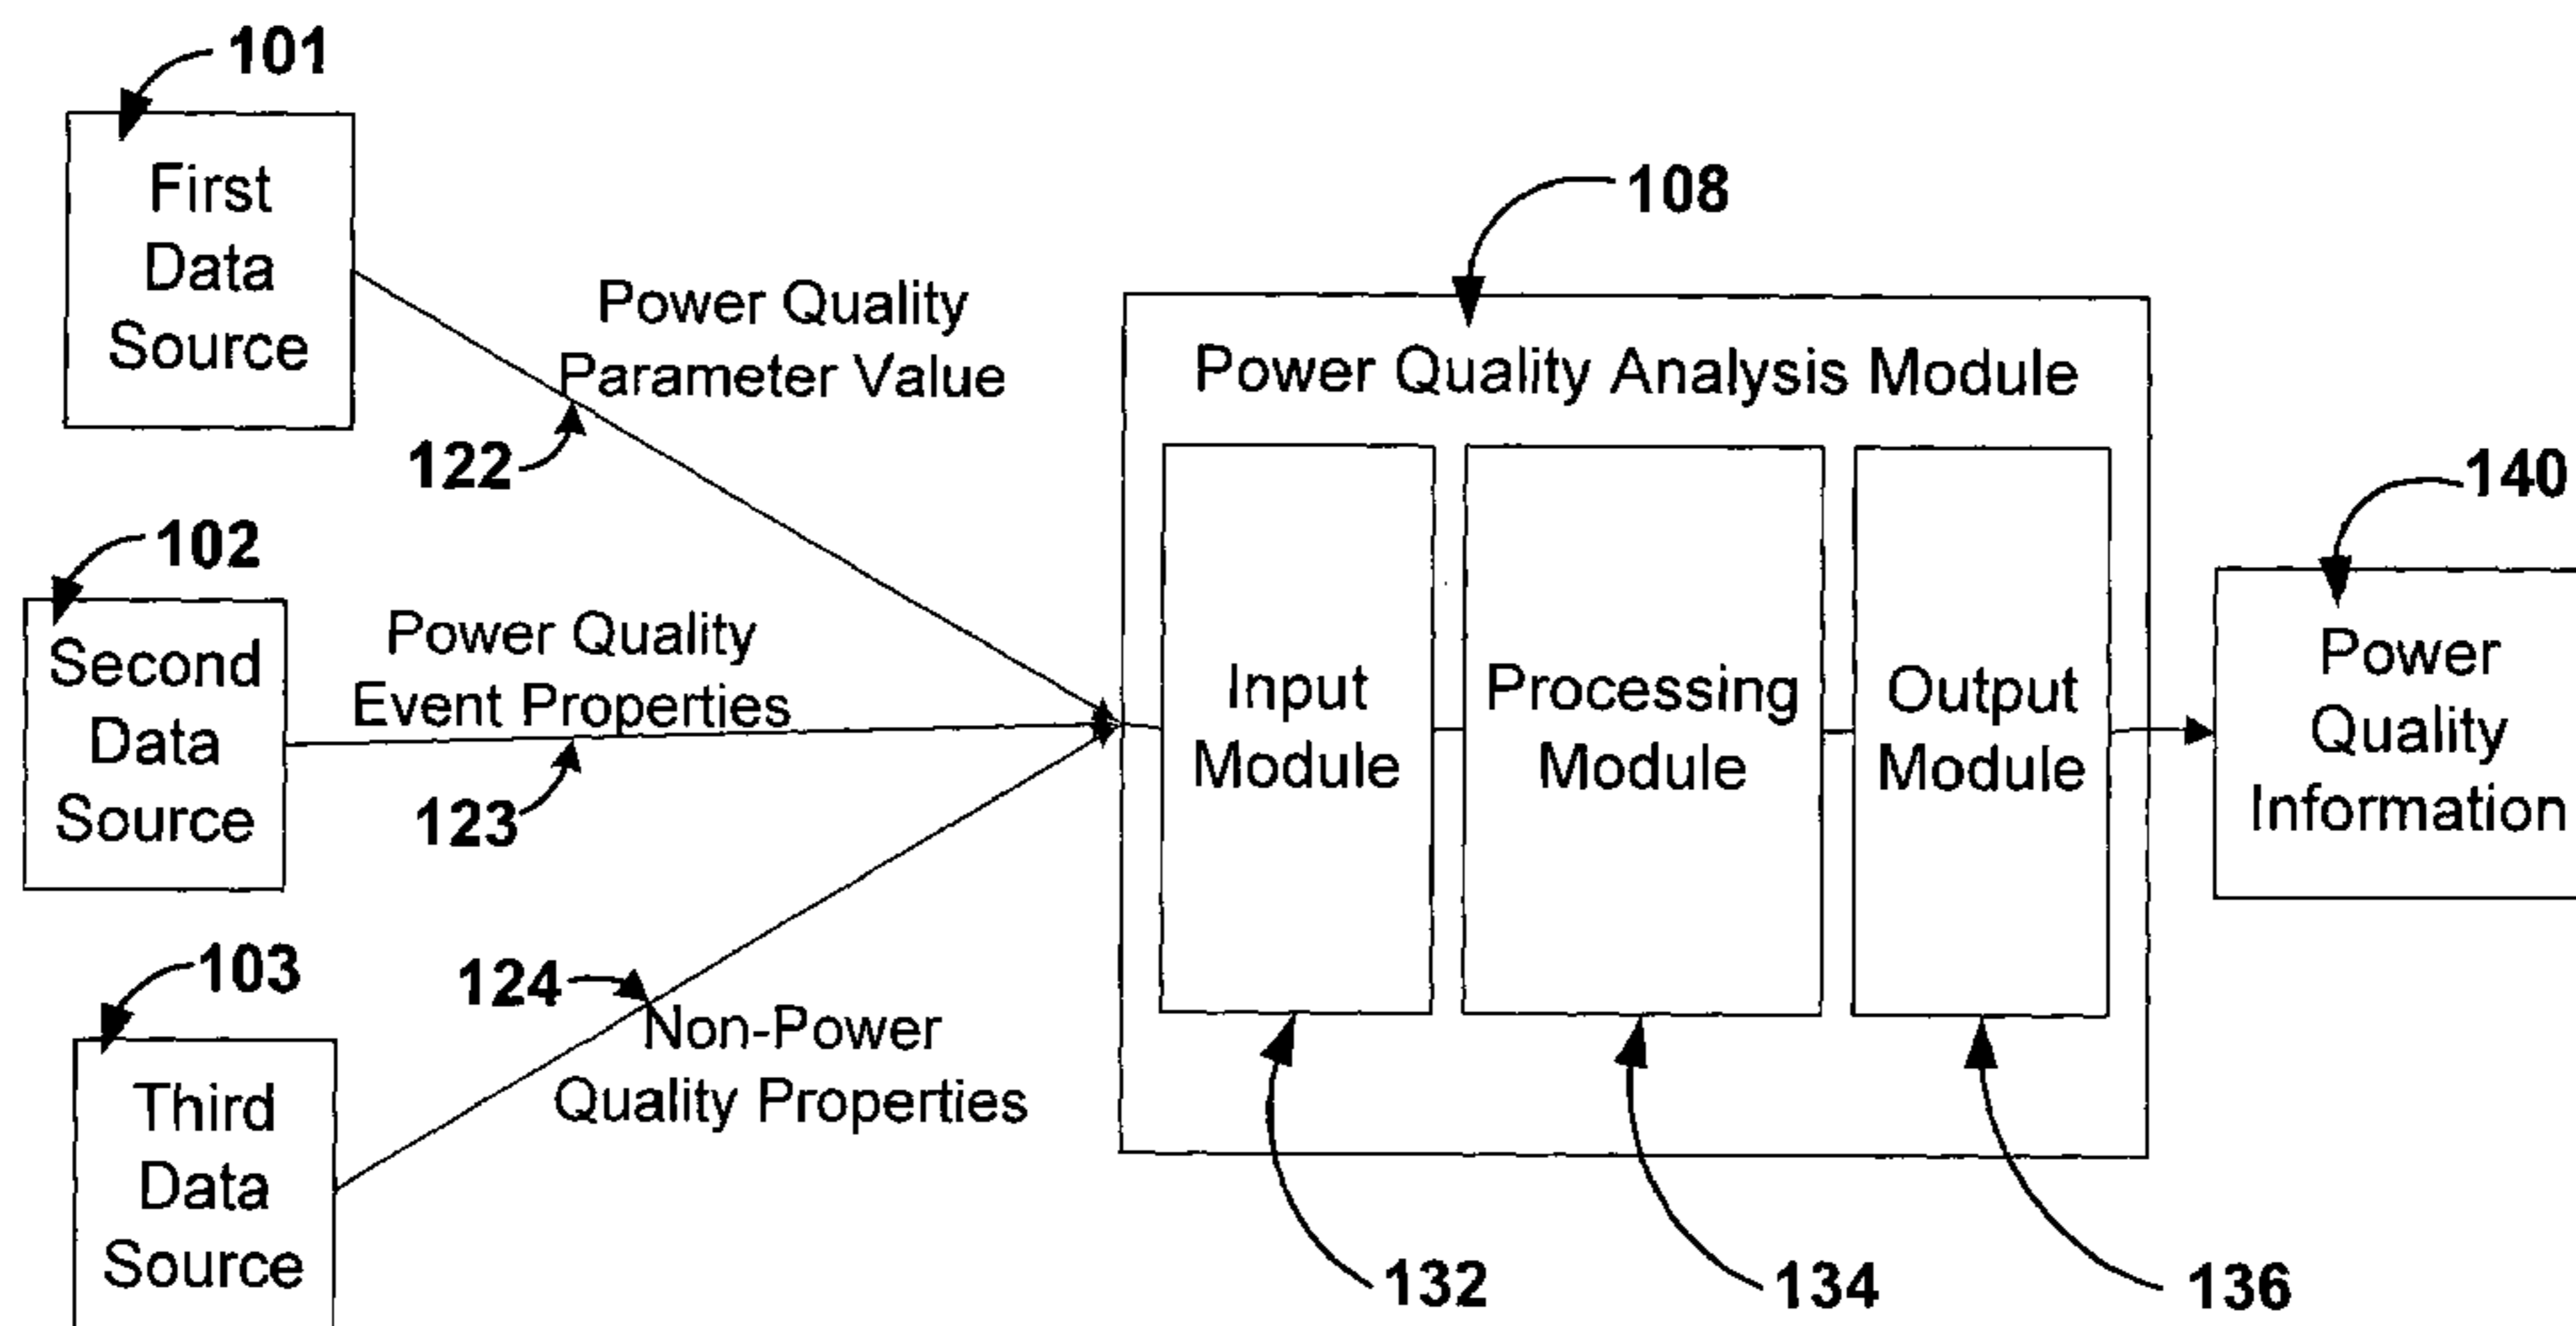 101
First
Data
Source
Power Quality
Parameter Value
122
102
Second
Data
Source
Power Quality
Event Properties
123
103
Third
Data
Source
124
Non-Power
Quality Properties
108
Power Quality Analysis Module
Input
Module
Processing
Module
Output
Module
132
134
136
140
Power
Quality
Information